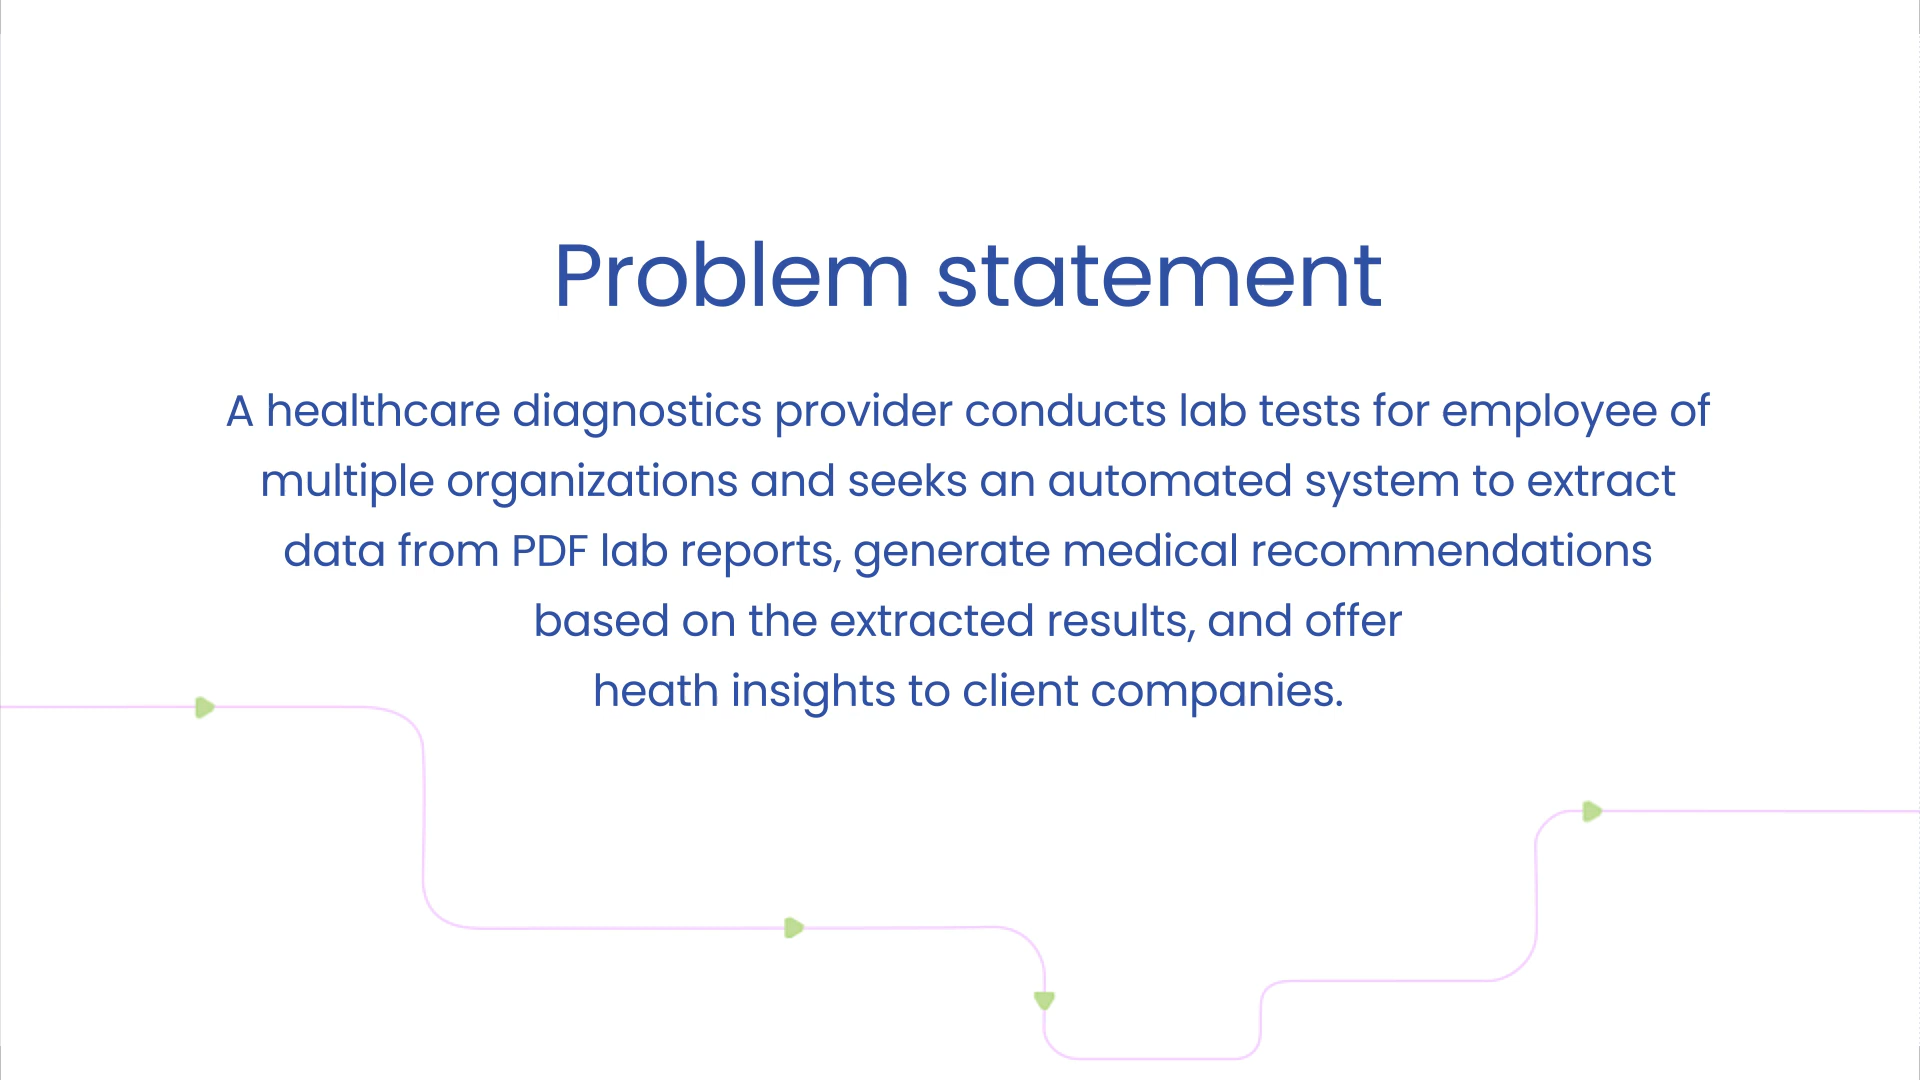 Problem statement
A healthcare diagnostics provider conducts lab tests for employee of
multiple organizations and seeks an automated system to extract
data from PDF lab reports, generate medical recommendations
based on the extracted results, and offer
heath insights to client companies.